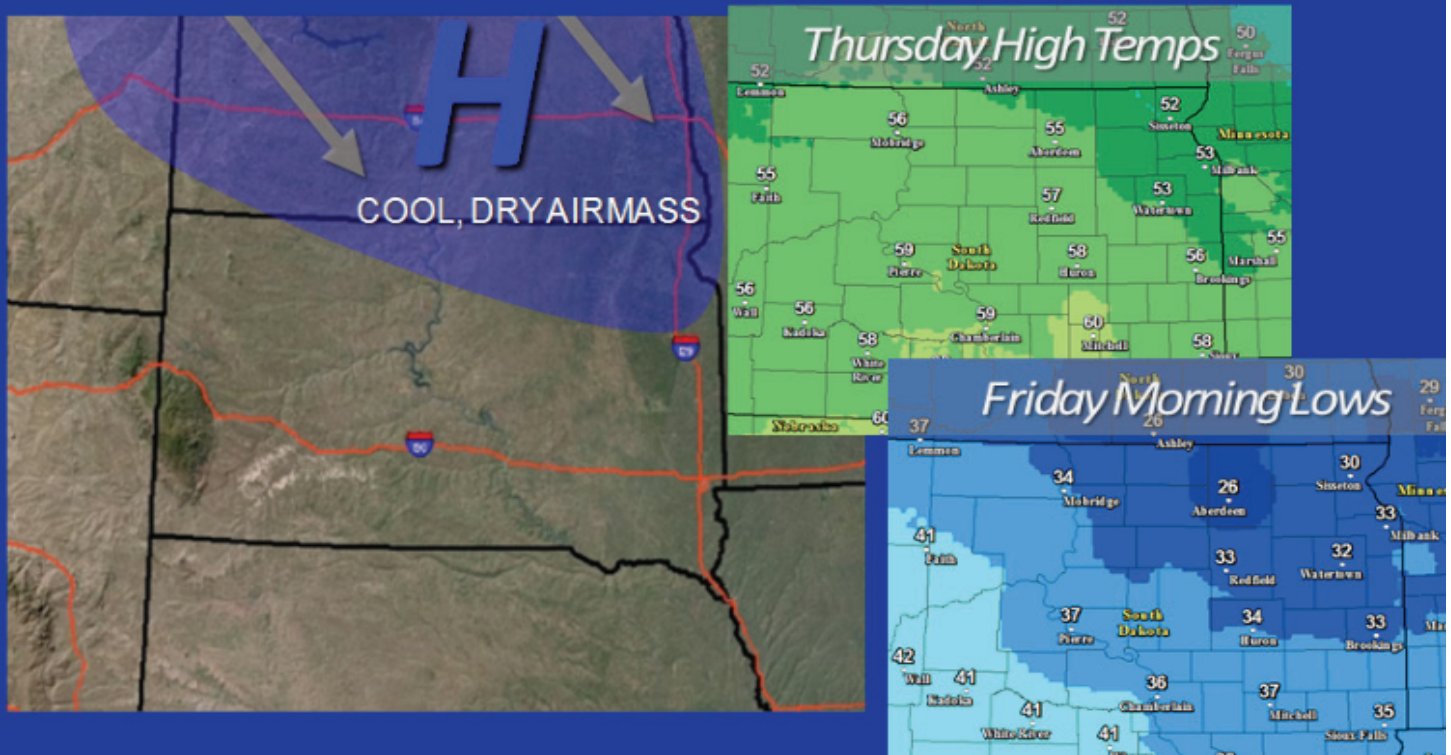 H
COOL, DRY AIRMASS
Thursday High Temps
North
52
50
Fergus
Falls
52
Lemmon
52
Ashley
52
Sisseton
Minnesota
56
Mobridge
55
Aberdeen
53
Milbank
55
Faith
57
Redfield
53
Watertown
59
Pierre
South
Dakota
58
Huron
56
Brookings
55
Marshall
56
Wall
56
Kadoka
59
Chamberlain
60
Mitchell
58
White
River
58
Sioux
Nebraska
60
Friday Morning Lows
North
30
29
37
Lemmon
26
Ashley
34
Mobridge
26
Aberdeen
30
Sisseton
33
Milbank
41
Faith
33
Redfield
32
Watertown
37
Pierre
South
Dakota
34
Huron
33
Brookings
42
Wall
41
Kadoka
36
Chamberlain
37
Mitchell
35
Sioux Falls
41
White River
41